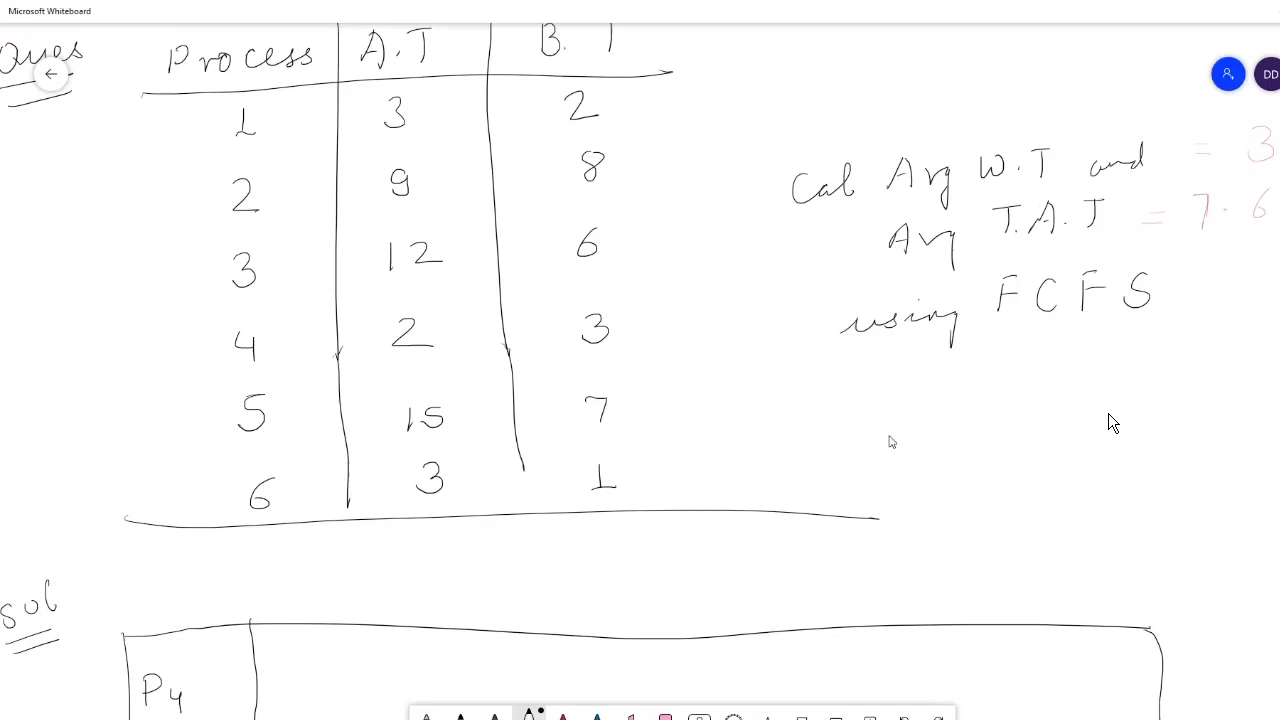 Microsoft Whiteboard
Ques
Process A.T B.T
1 3 2
2 9 8
3 12 6
4 2 3
5 15 7
6 3 1
Cal Avg W.T and = 3
Avg T.A.T = 7.6
using FCFS
DD
Sol
P4